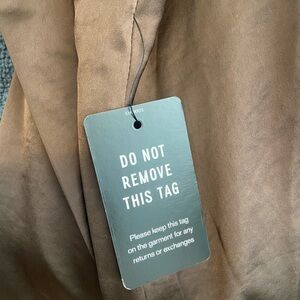 DO NOT
REMOVE
THIS TAG
Please keep this tag
on the garment for any
returns or exchanges